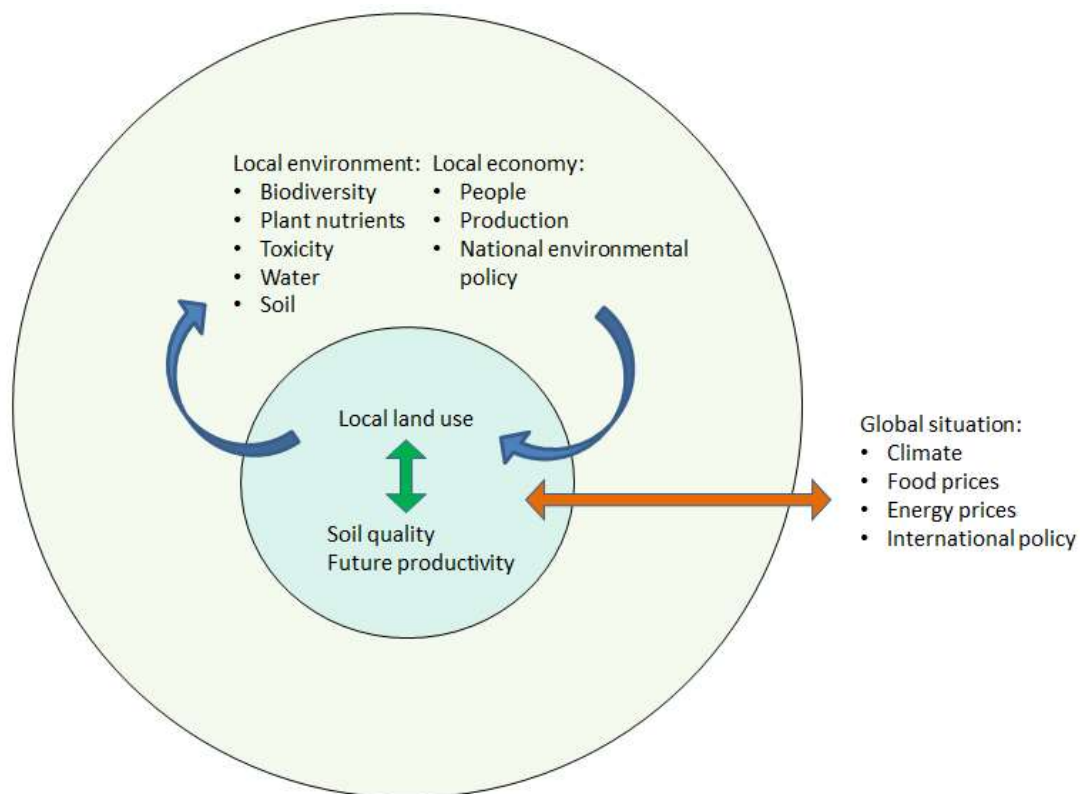 Local environment:
• Biodiversity
• Plant nutrients
• Toxicity
• Water
• Soil
Local economy:
• People
• Production
• National environmental
policy
Local land use
Soil quality
Future productivity
Global situation:
• Climate
• Food prices
• Energy prices
• International policy